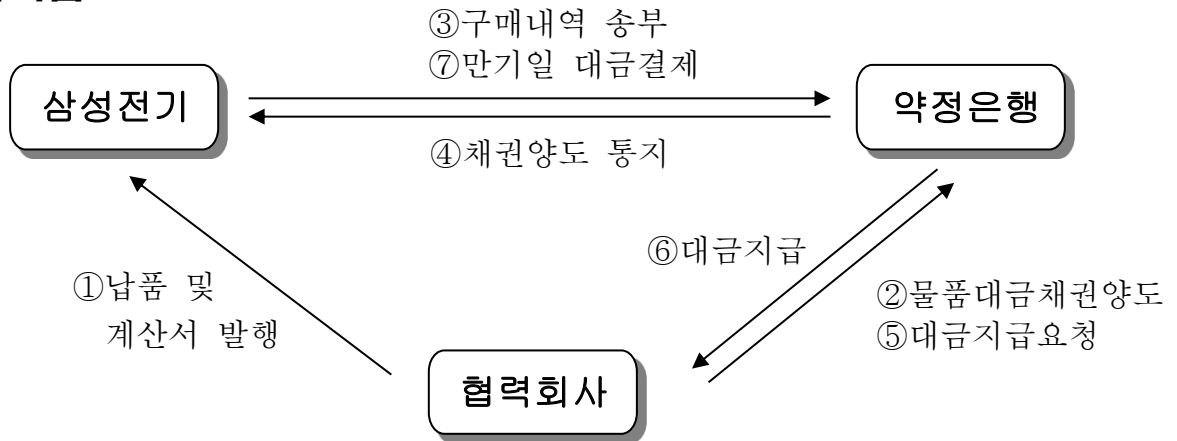 ③구매내역 송부
⑦만기일 대금결제
삼성전기
약정은행
④채권양도 통지
⑥대금지급
①납품 및
계산서 발행
②물품대금채권양도
⑤대금지급요청
협력회사